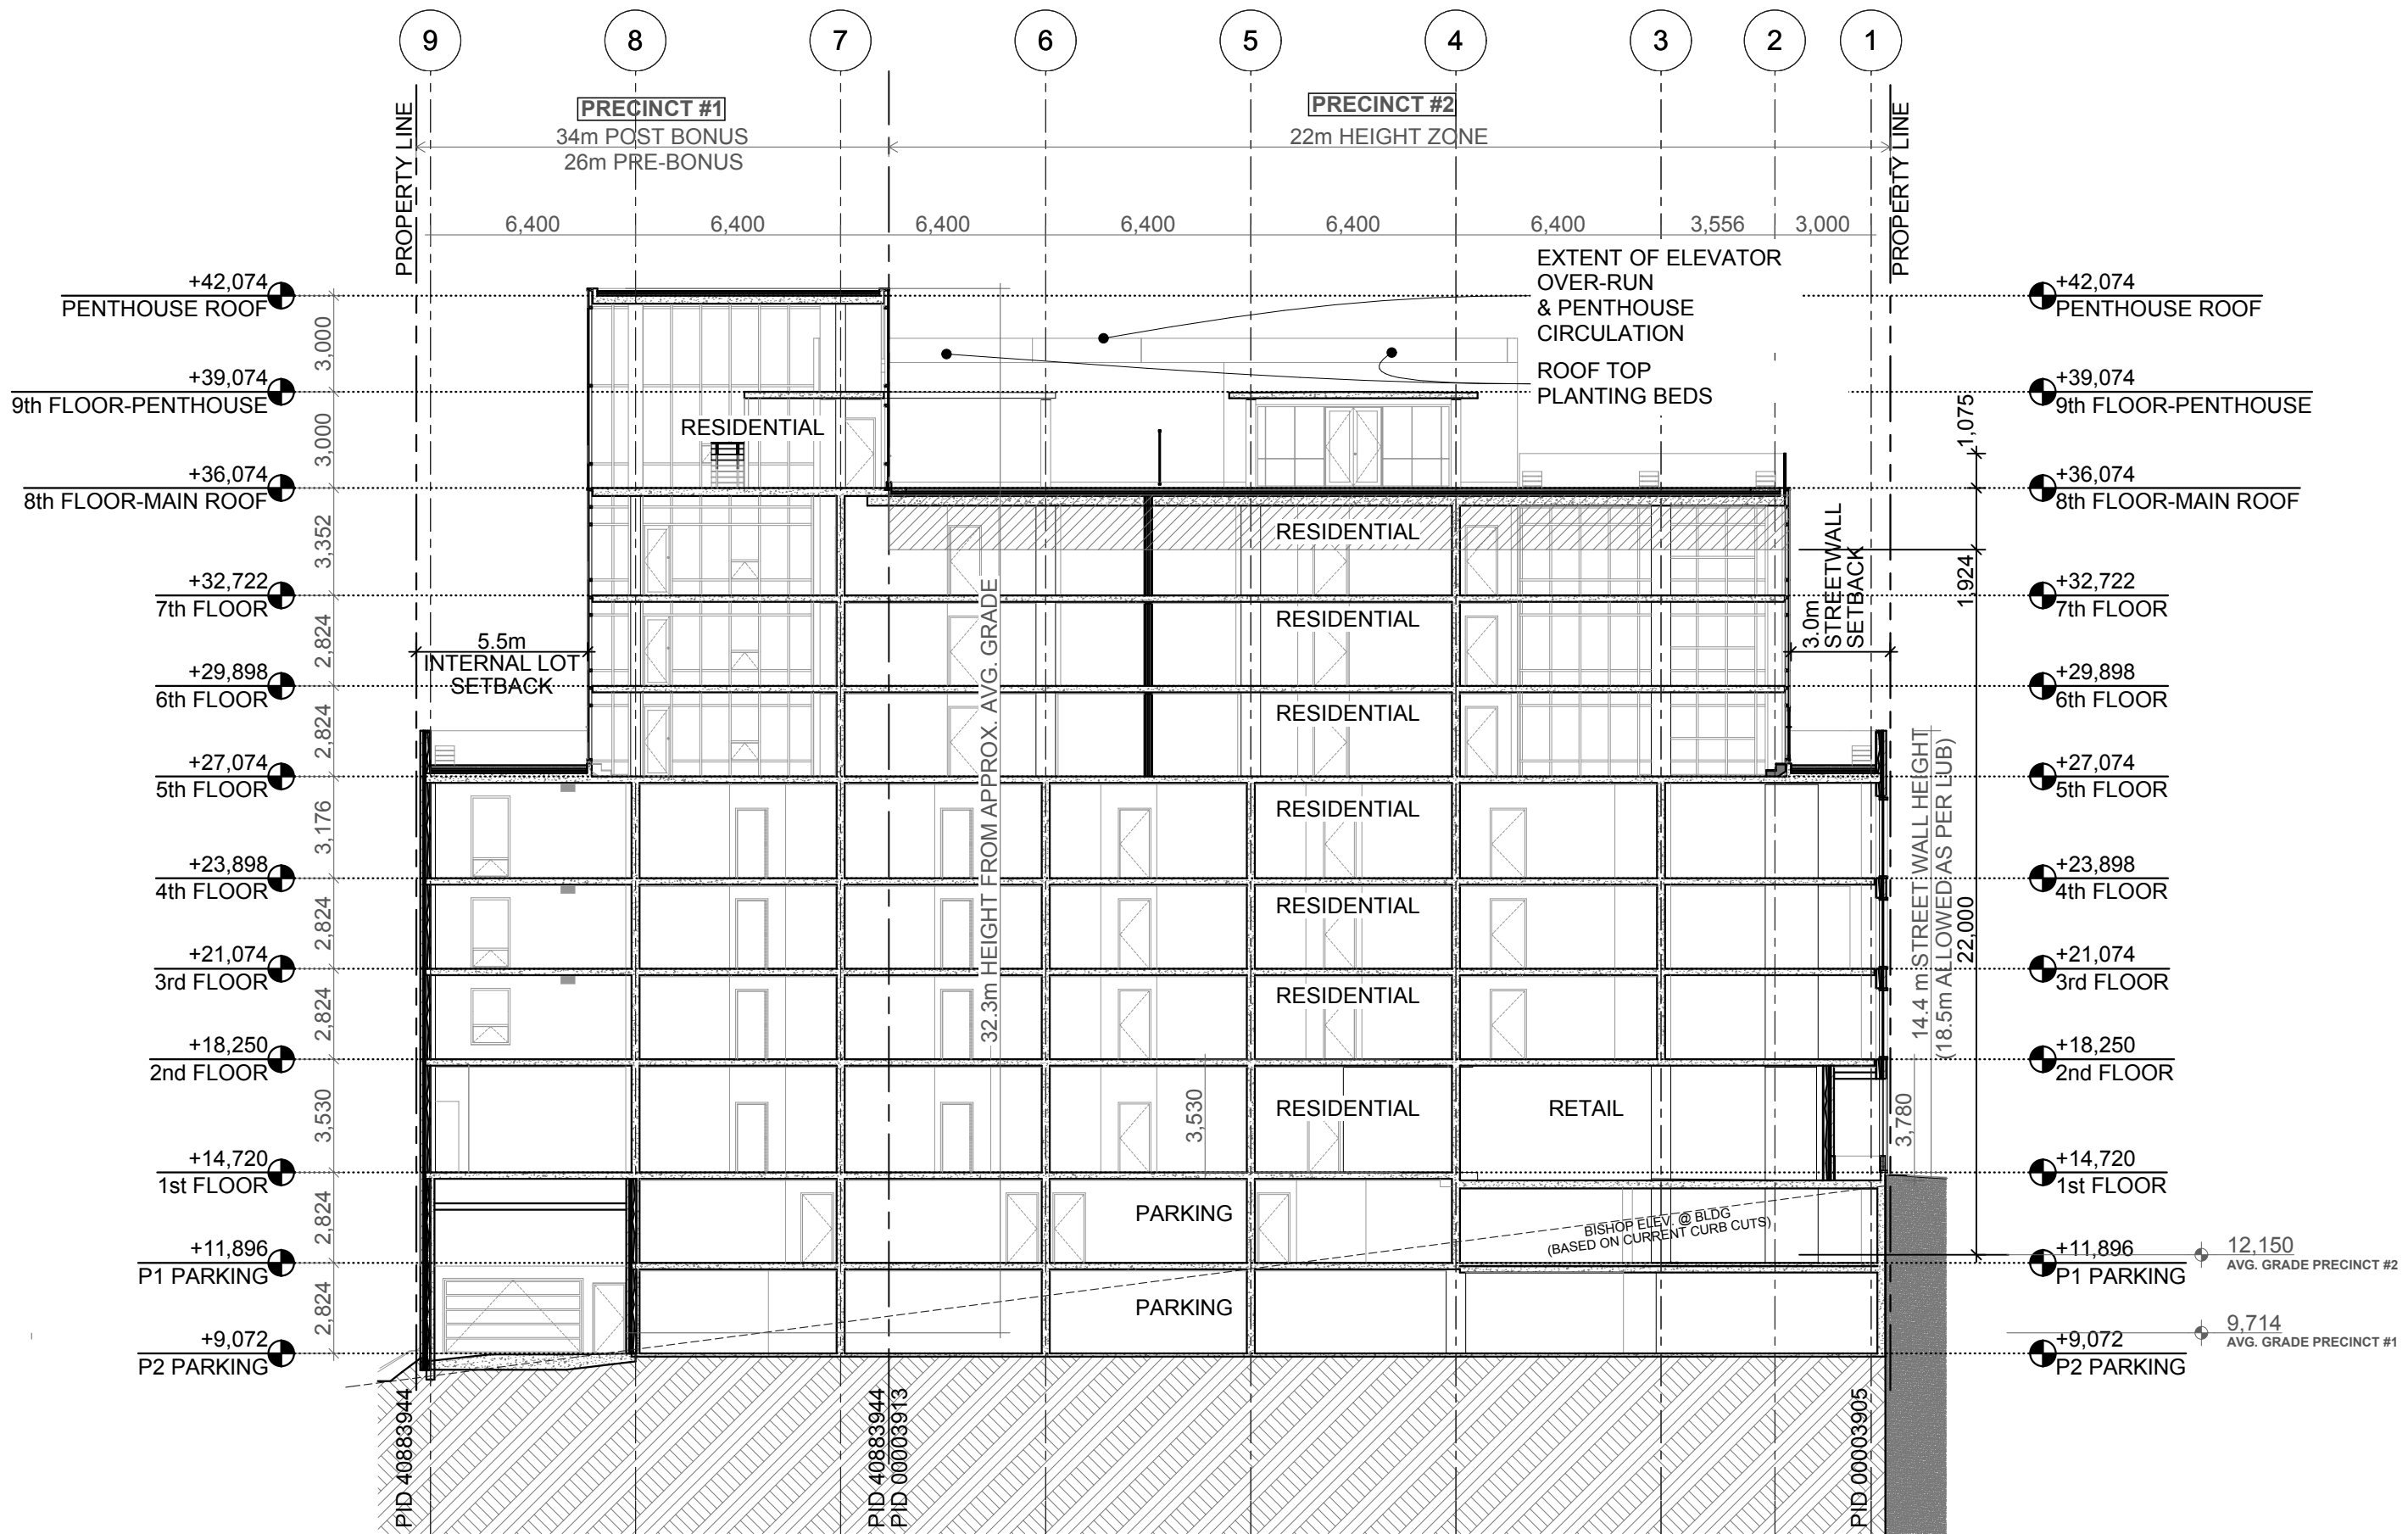 9
8
7
6
5
4
3
2
1
PROPERTY LINE
PRECINCT #1
34m POST BONUS
26m PRE-BONUS
PRECINCT #2
22m HEIGHT ZONE
PROPERTY LINE
6,400
6,400
6,400
6,400
6,400
6,400
3,556
3,000
EXTENT OF ELEVATOR
OVER-RUN
& PENTHOUSE
CIRCULATION
ROOF TOP
PLANTING BEDS
+42,074
PENTHOUSE ROOF
3,000
+39,074
9th FLOOR-PENTHOUSE
3,000
+36,074
8th FLOOR-MAIN ROOF
3,352
+32,722
7th FLOOR
2,824
+29,898
6th FLOOR
2,824
+27,074
5th FLOOR
3,176
+23,898
4th FLOOR
2,824
+21,074
3rd FLOOR
2,824
+18,250
2nd FLOOR
3,530
+14,720
1st FLOOR
2,824
+11,896
P1 PARKING
2,824
+9,072
P2 PARKING
RESIDENTIAL
RESIDENTIAL
RESIDENTIAL
RESIDENTIAL
RESIDENTIAL
RESIDENTIAL
RESIDENTIAL
RESIDENTIAL
RETAIL
PARKING
PARKING
5.5m
INTERNAL LOT
SETBACK
32.3m HEIGHT FROM APPROX. AVG. GRADE
3,530
BISHOP ELEV. @ BLDG
(BASED ON CURRENT CURB CUTS)
3.0m
STREETWALL
SETBACK
1,075
1,924
22,000
14.4 m STREET WALL HEIGHT
(18.5m ALLOWED AS PER LUB)
3,780
+42,074
PENTHOUSE ROOF
+39,074
9th FLOOR-PENTHOUSE
+36,074
8th FLOOR-MAIN ROOF
+32,722
7th FLOOR
+29,898
6th FLOOR
+27,074
5th FLOOR
+23,898
4th FLOOR
+21,074
3rd FLOOR
+18,250
2nd FLOOR
+14,720
1st FLOOR
+11,896
P1 PARKING
12,150
AVG. GRADE PRECINCT #2
9,714
AVG. GRADE PRECINCT #1
+9,072
P2 PARKING
PID 40883944
PID 40883944
PID 00003913
PID 00003905